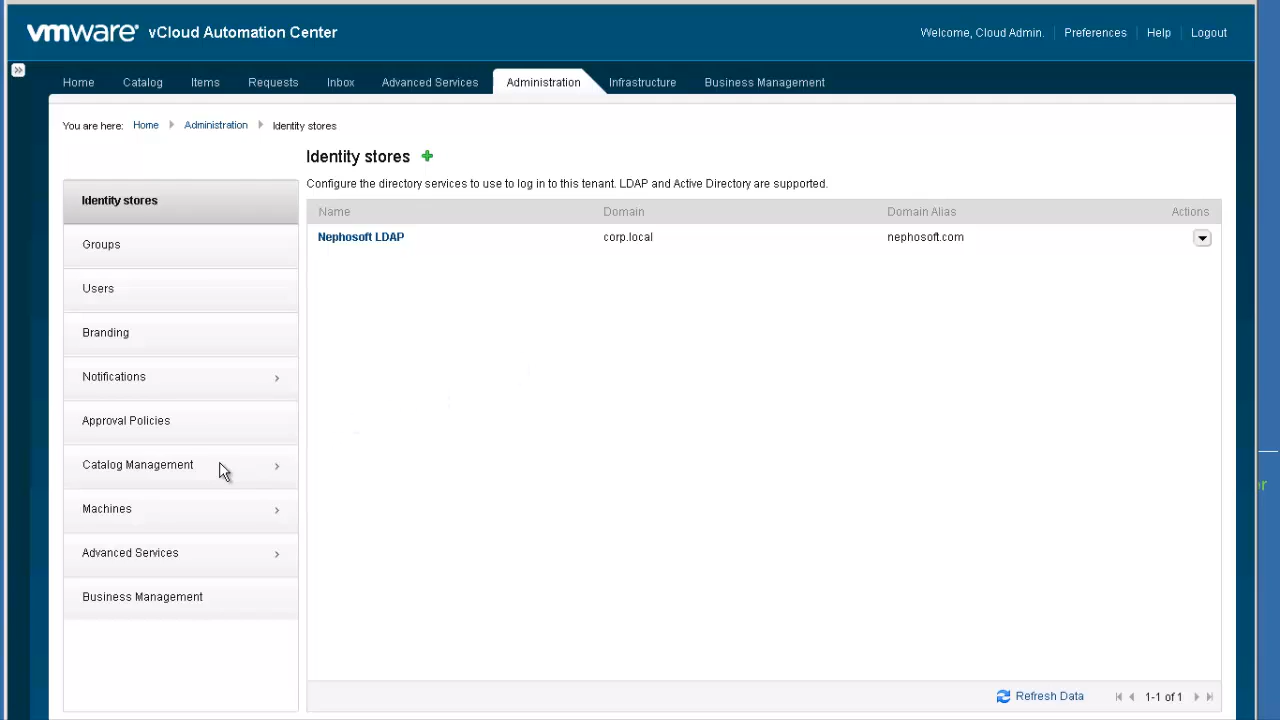 vmware® vCloud Automation Center
Welcome, Cloud Admin. Preferences Help Logout
Home Catalog Items Requests Inbox Advanced Services Administration Infrastructure Business Management
You are here: Home Administration Identity stores
Identity stores
Configure the directory services to use to log in to this tenant. LDAP and Active Directory are supported.
Name Domain Domain Alias Actions
Nephosoft LDAP corp.local nephosoft.com
Identity stores
Groups
Users
Branding
Notifications
Approval Policies
Catalog Management
Machines
Advanced Services
Business Management
Refresh Data 1-1 of 1